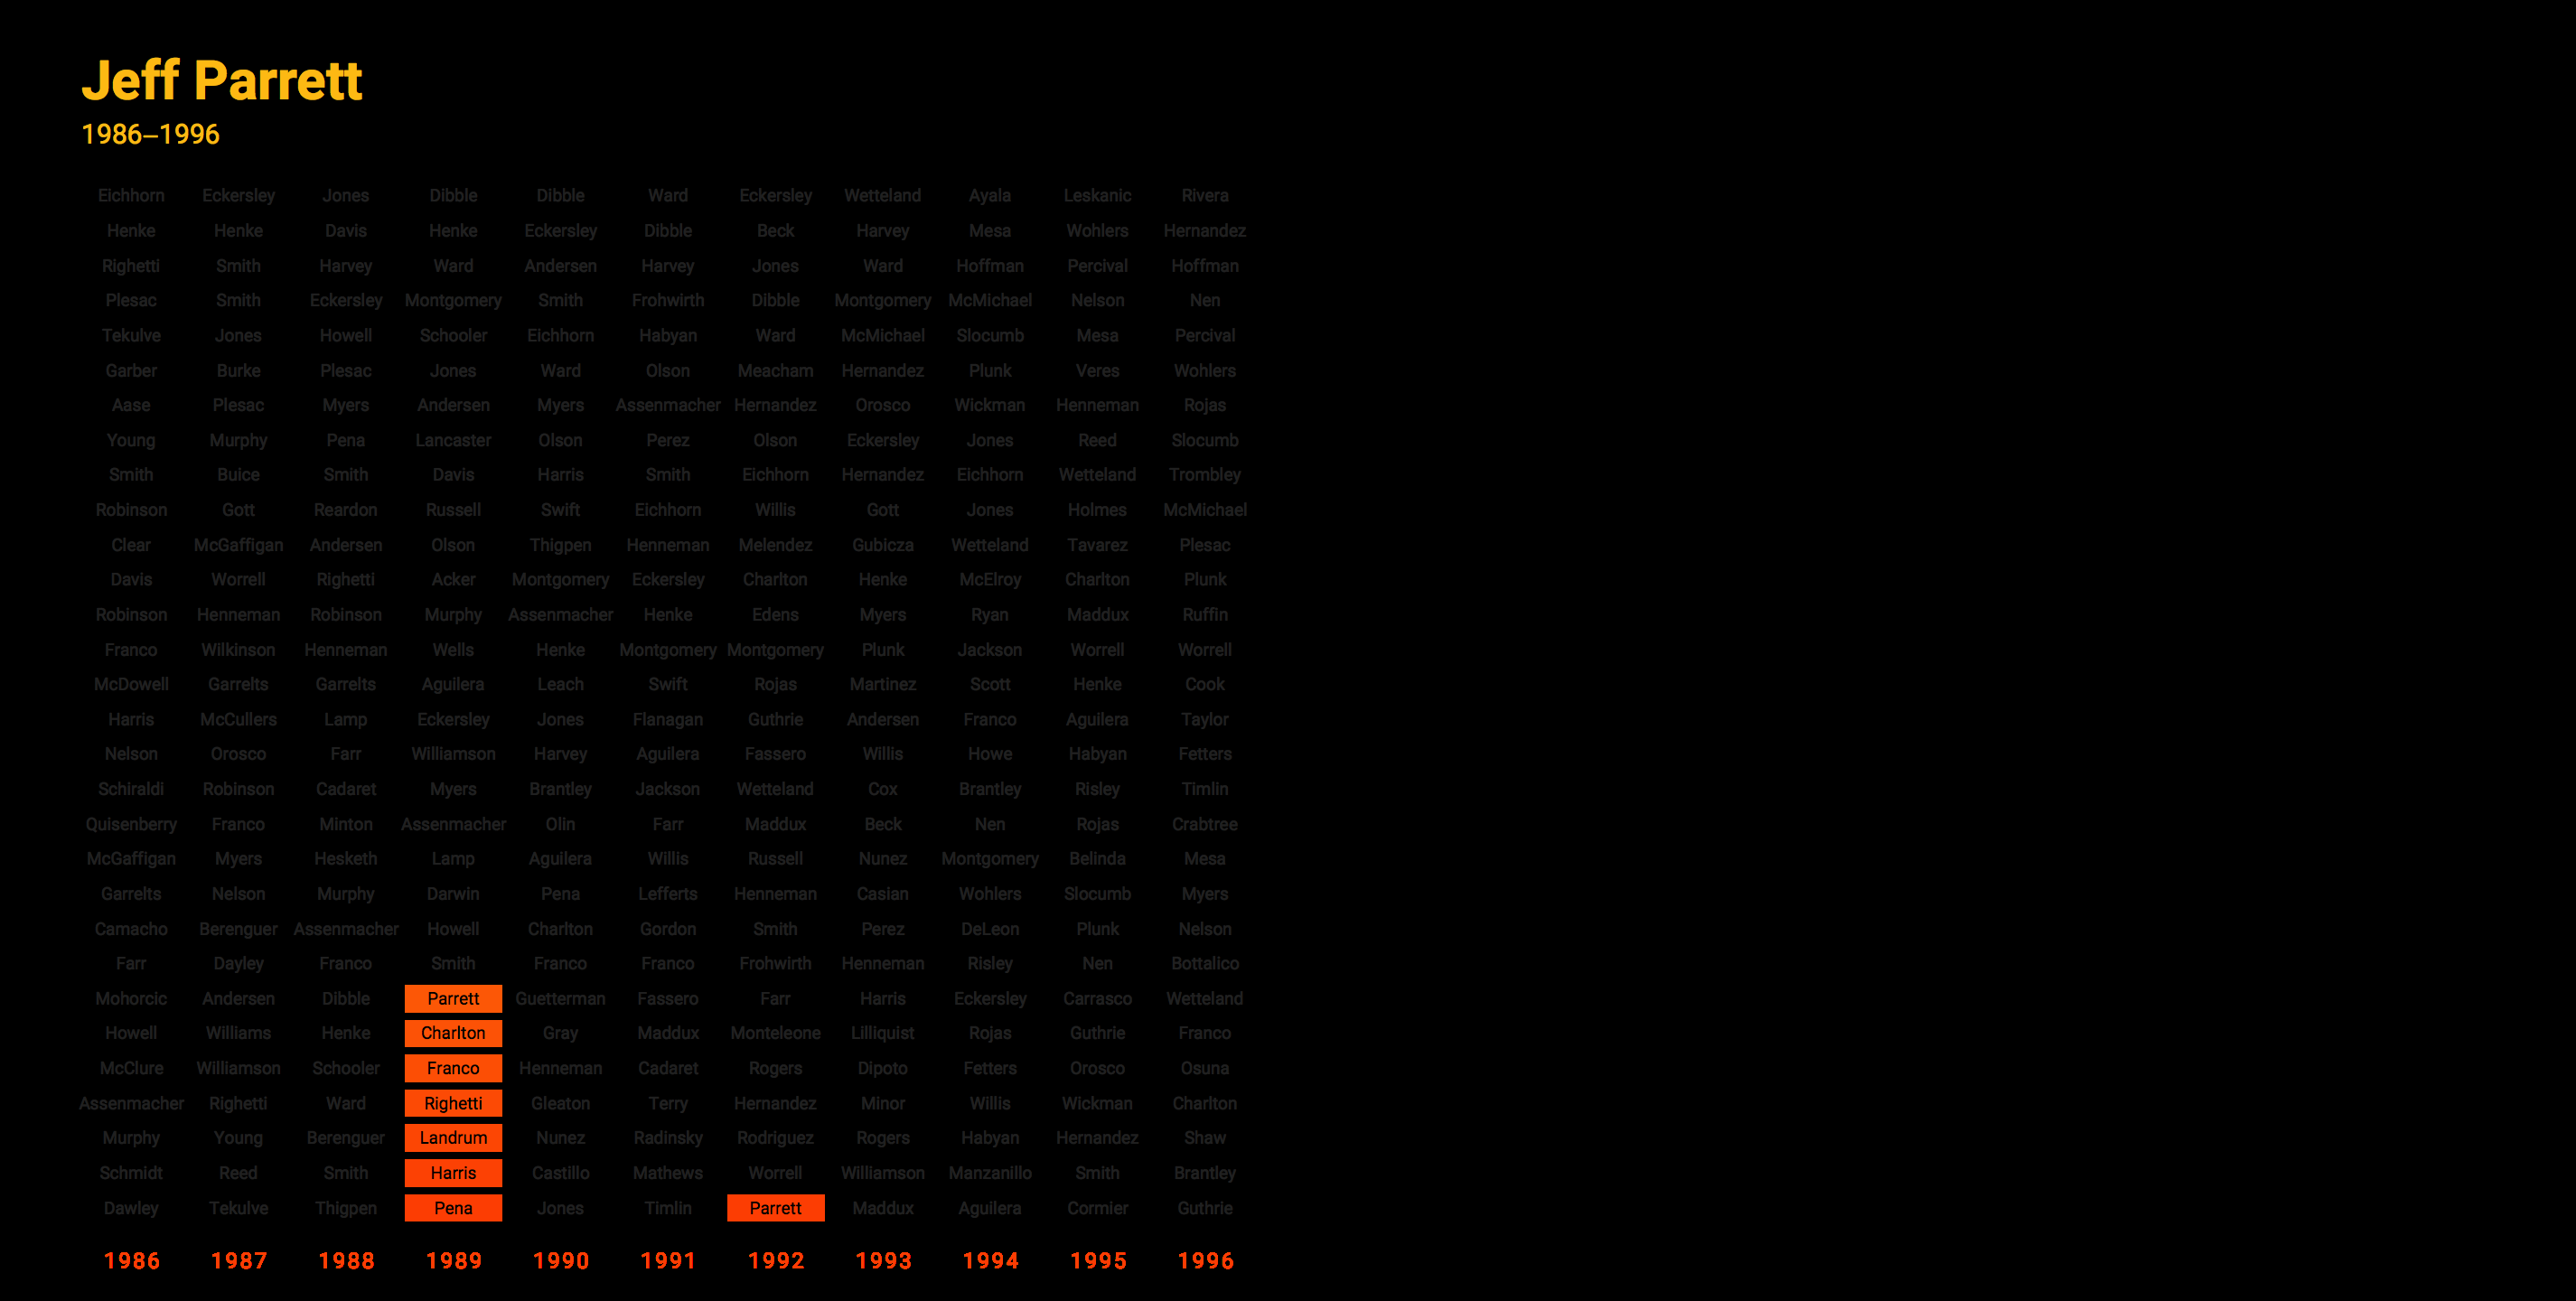 Jeff Parrett
1986–1996
Eichhorn Eckersley Jones Dibble Dibble Ward Eckersley Wetteland Ayala Leskanic Rivera
Henke Henke Davis Henke Eckersley Dibble Beck Harvey Mesa Wohlers Hernandez
Righetti Smith Harvey Ward Andersen Harvey Jones Ward Hoffman Percival Hoffman
Plesac Smith Eckersley Montgomery Smith Frohwirth Dibble Montgomery McMichael Nelson Nen
Tekulve Jones Howell Schooler Eichhorn Habyan Ward McMichael Slocumb Mesa Percival
Garber Burke Plesac Jones Ward Olson Meacham Hernandez Plunk Veres Wohlers
Aase Plesac Myers Andersen Myers Assenmacher Hernandez Orosco Wickman Henneman Rojas
Young Murphy Pena Lancaster Olson Perez Olson Eckersley Jones Reed Slocumb
Smith Buice Smith Davis Harris Smith Eichhorn Hernandez Eichhorn Wetteland Trombley
Robinson Gott Reardon Russell Swift Eichhorn Willis Gott Jones Holmes McMichael
Clear McGaffigan Andersen Olson Thigpen Henneman Melendez Gubicza Wetteland Tavarez Plesac
Davis Worrell Righetti Acker Montgomery Eckersley Charlton Henke McElroy Charlton Plunk
Robinson Henneman Robinson Murphy Assenmacher Henke Edens Myers Ryan Maddux Ruffin
Franco Wilkinson Henneman Wells Henke Montgomery Montgomery Plunk Jackson Worrell Worrell
McDowell Garrelts Garrelts Aguilera Leach Swift Rojas Martinez Scott Henke Cook
Harris McCullers Lamp Eckersley Jones Flanagan Guthrie Andersen Franco Aguilera Taylor
Nelson Orosco Farr Williamson Harvey Aguilera Fassero Willis Howe Habyan Fetters
Schiraldi Robinson Cadaret Myers Brantley Jackson Wetteland Cox Brantley Risley Timlin
Quisenberry Franco Minton Assenmacher Olin Farr Maddux Beck Nen Rojas Crabtree
McGaffigan Myers Hesketh Lamp Aguilera Willis Russell Nunez Montgomery Belinda Mesa
Garrelts Nelson Murphy Darwin Pena Lefferts Henneman Casian Wohlers Slocumb Myers
Camacho Berenguer Assenmacher Howell Charlton Gordon Smith Perez DeLeon Plunk Nelson
Farr Dayley Franco Smith Franco Franco Frohwirth Henneman Risley Nen Bottalico
Mohorcic Andersen Dibble Parrett Guetterman Fassero Farr Harris Eckersley Carrasco Wetteland
Howell Williams Henke Charlton Gray Maddux Monteleone Lilliquist Rojas Guthrie Franco
McClure Williamson Schooler Franco Henneman Cadaret Rogers Dipoto Fetters Orosco Osuna
Assenmacher Righetti Ward Righetti Gleaton Terry Hernandez Minor Willis Wickman Charlton
Murphy Young Berenguer Landrum Nunez Radinsky Rodriguez Rogers Habyan Hernandez Shaw
Schmidt Reed Smith Harris Castillo Mathews Worrell Williamson Manzanillo Smith Brantley
Dawley Tekulve Thigpen Pena Jones Timlin Parrett Maddux Aguilera Cormier Guthrie
1986 1987 1988 1989 1990 1991 1992 1993 1994 1995 1996